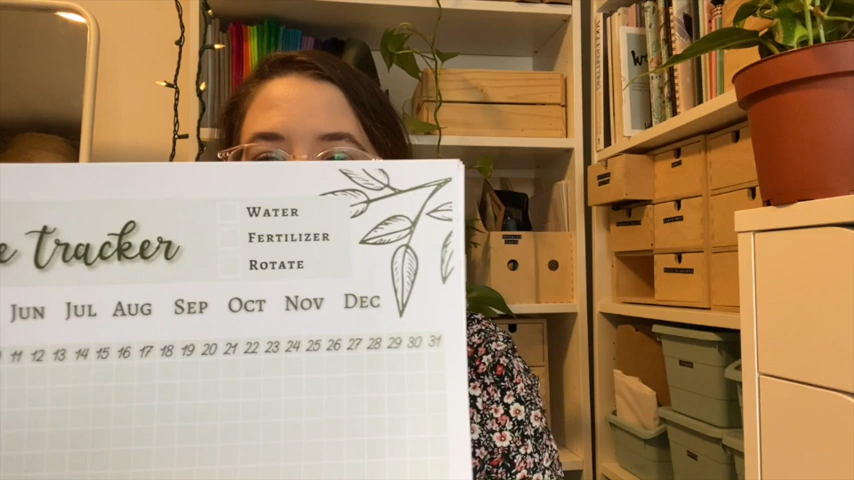 e tracker
WATER
FERTILIZER
ROTATE
JUN JUL AUG SEP OCT NOV DEC
11 12 13 14 15 16 17 18 19 20 21 22 23 24 25 26 27 28 29 30 31